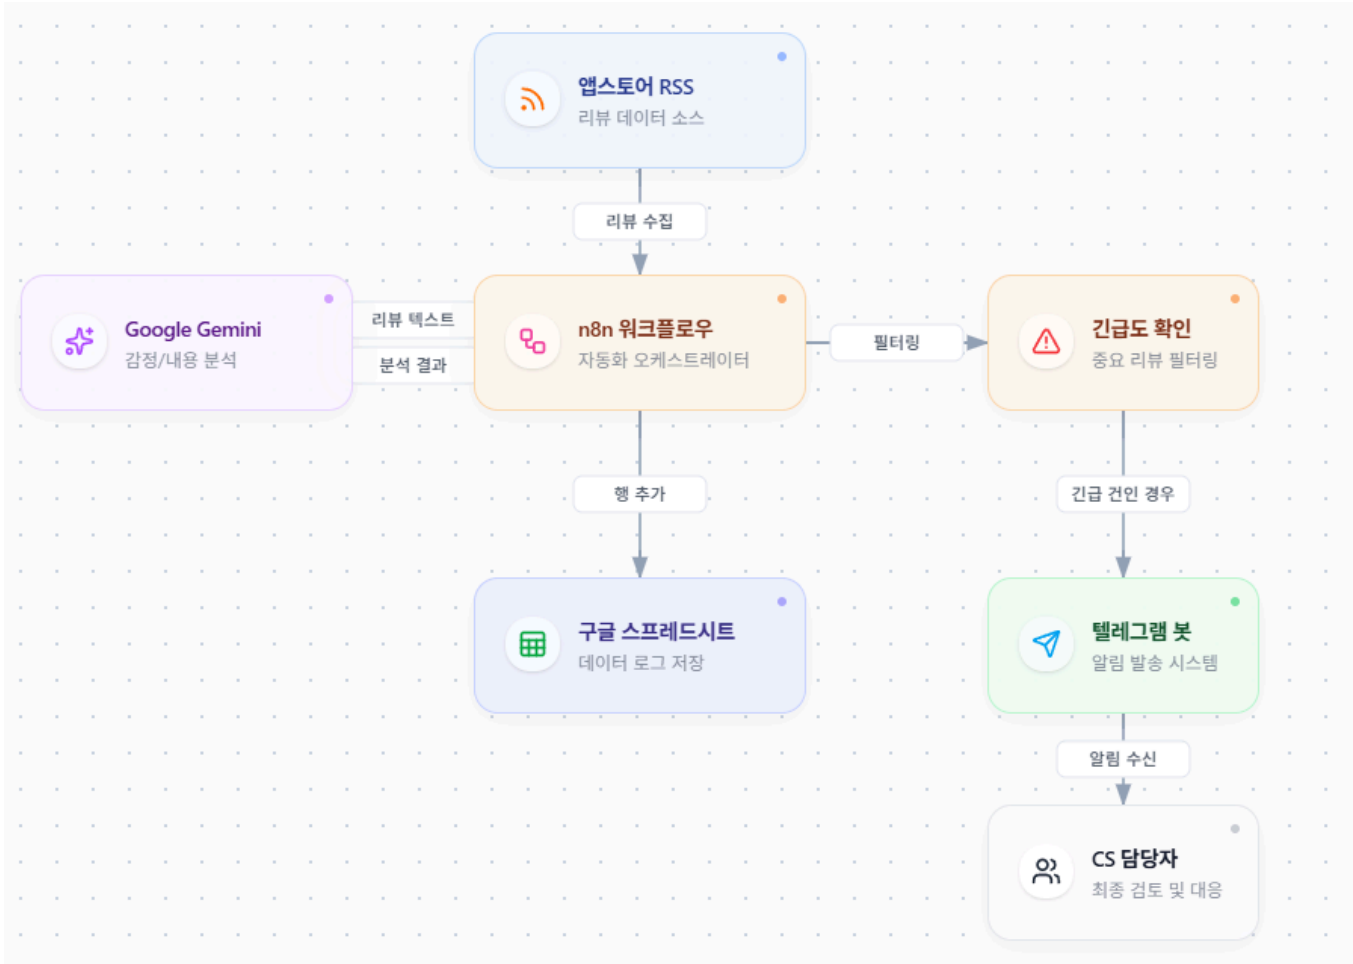 앱스토어 RSS
리뷰 데이터 소스
리뷰 수집
Google Gemini
감정/내용 분석
리뷰 텍스트
분석 결과
n8n 워크플로우
자동화 오케스트레이터
필터링
긴급도 확인
중요 리뷰 필터링
행 추가
긴급 건인 경우
구글 스프레드시트
데이터 로그 저장
텔레그램 봇
알림 발송 시스템
알림 수신
CS 담당자
최종 검토 및 대응